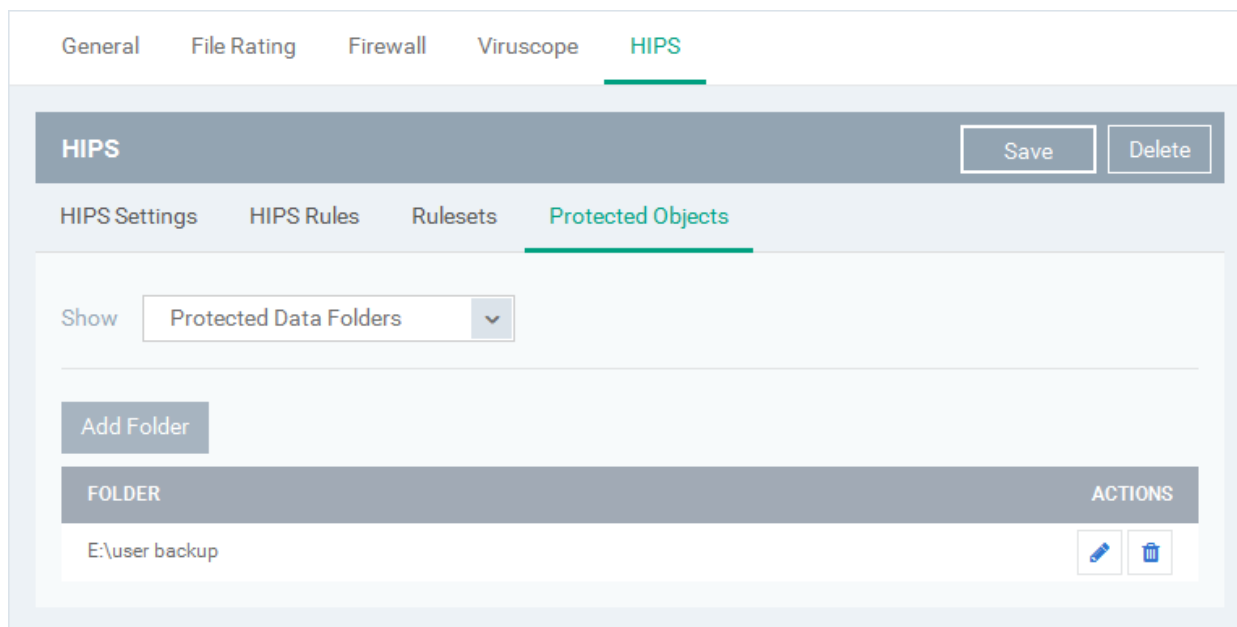 General File Rating Firewall Viruscope HIPS
HIPS Save Delete
HIPS Settings HIPS Rules Rulesets Protected Objects
Show Protected Data Folders
Add Folder
FOLDER ACTIONS
E:\user backup